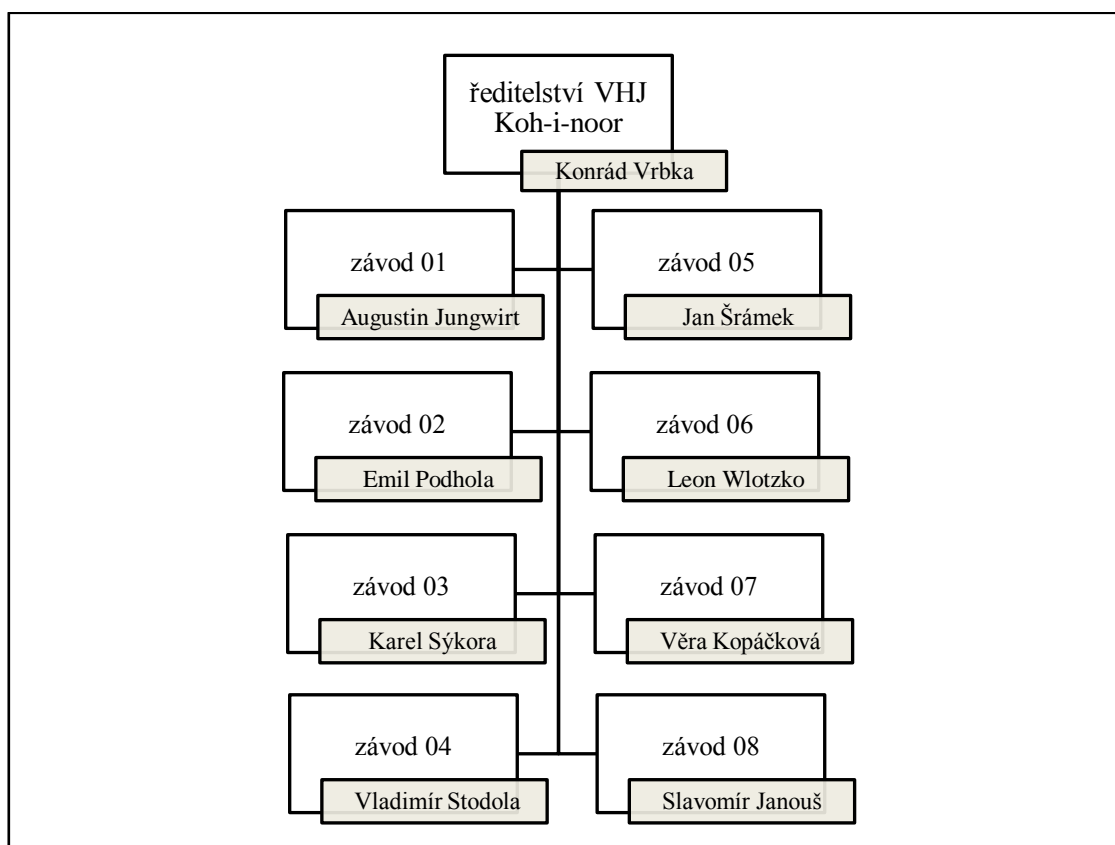 ředitelství VHJ
Koh-i-noor
Konrád Vrbka
závod 01
Augustin Jungwirt
závod 05
Jan Šrámek
závod 02
Emil Podhola
závod 06
Leon Wlotzko
závod 03
Karel Sýkora
závod 07
Věra Kopáčková
závod 04
Vladimír Stodola
závod 08
Slavomír Janouš